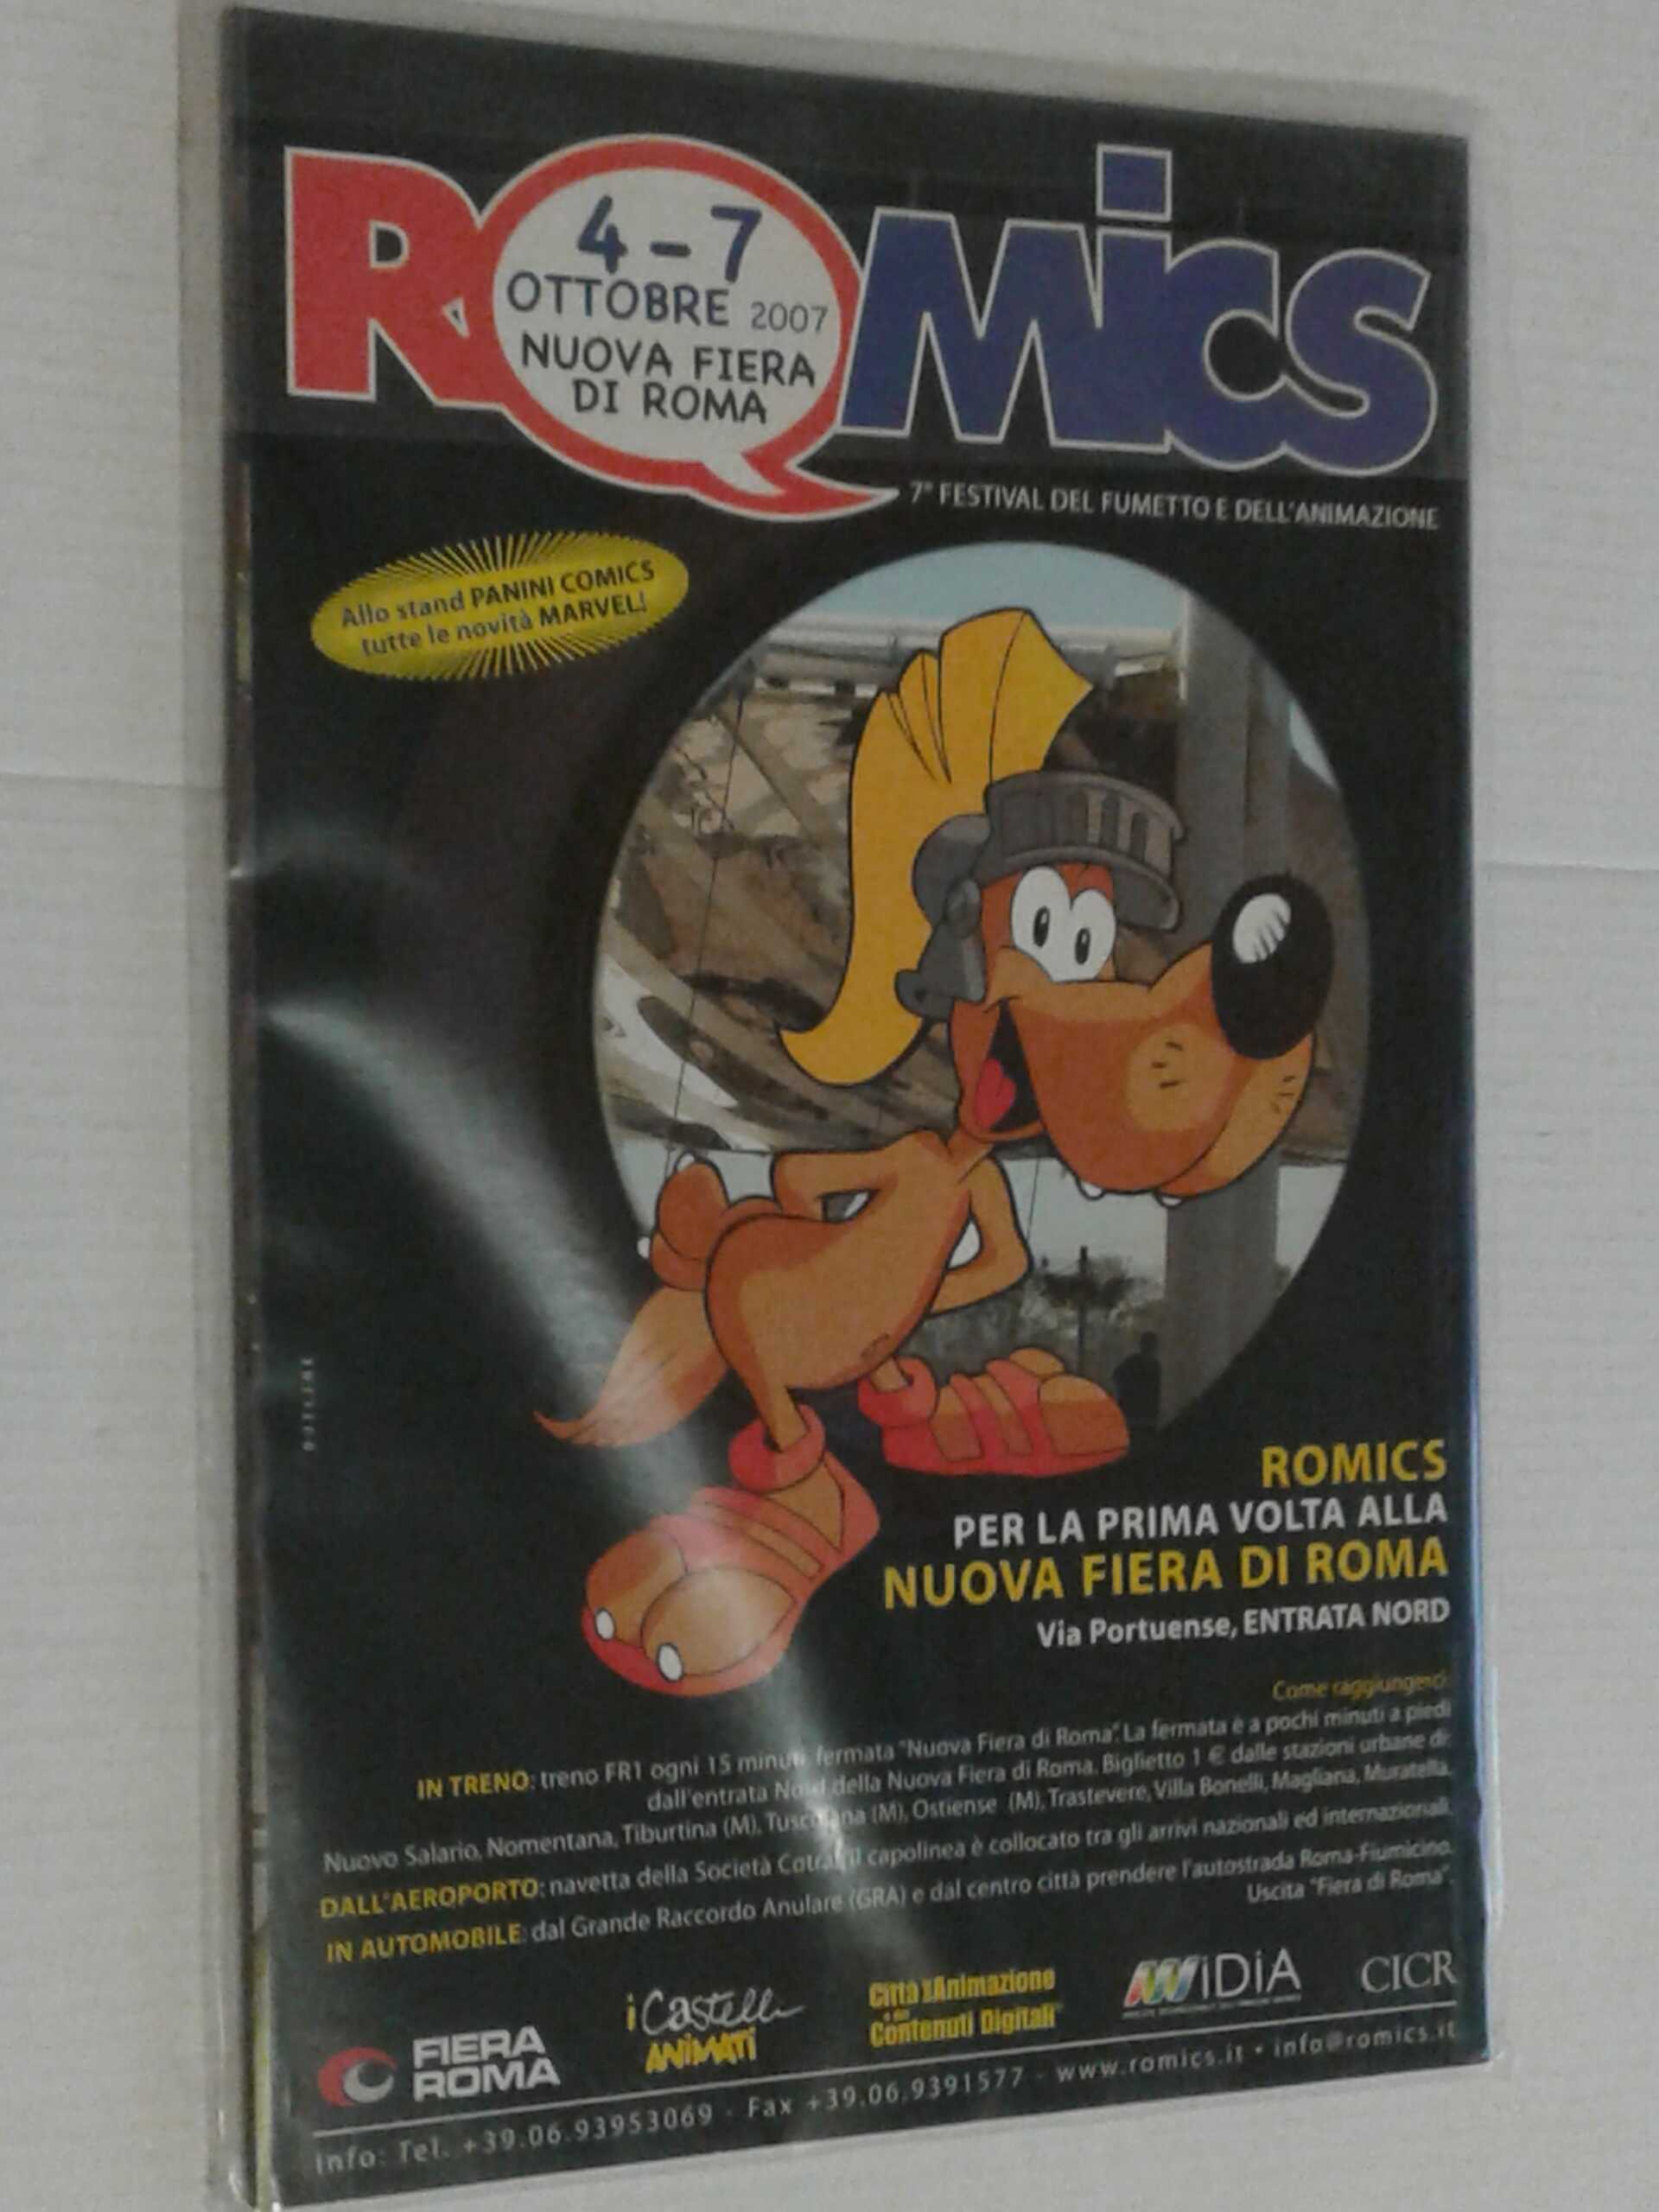 ROMICS
4-7
OTTOBRE 2007
NUOVA FIERA
DI ROMA
7° FESTIVAL DEL FUMETTO E DELL'ANIMAZIONE
Allo stand PANINI COMICS
tutte le novità MARVEL!
ROMICS
PER LA PRIMA VOLTA ALLA
NUOVA FIERA DI ROMA
Via Portuense, ENTRATA NORD
Come raggiungerci:
IN TRENO: treno FR1 ogni 15 minuti fermata "Nuova Fiera di Roma". La fermata è a pochi minuti a piedi
dall'entrata Nord della Nuova Fiera di Roma. Biglietto 1 € dalle stazioni urbane di:
Nuovo Salario, Nomentana, Tiburtina (M), Tuscolana (M), Ostiense (M), Trastevere, Villa Bonelli, Magliana, Muratella.
DALL'AEROPORTO: navetta della Società Cotral, il capolinea è collocato tra gli arrivi nazionali ed internazionali.
IN AUTOMOBILE: dal Grande Raccordo Anulare (GRA) e dal centro città prendere l'autostrada Roma-Fiumicino.
Uscita "Fiera di Roma".
FIERA
ROMA
i Castelli
ANIMATI
Città dell'Animazione
e dei
Contenuti Digitali
WIDIA
CICR
Info: Tel. +39.06.93953069 - Fax +39.06.9391577 - www.romics.it • info@romics.it